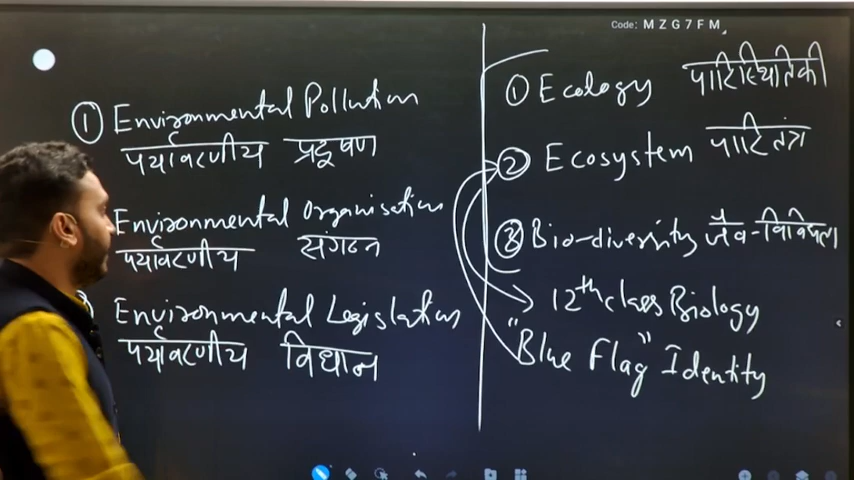 Code: MZG7FM
① Environmental Pollution
पर्यावरणीय प्रदूषण
Environmental Organisation
पर्यावरणीय संगठन
Environmental Legislation
पर्यावरणीय विधान
① Ecology पारिस्थितिकी
② Ecosystem पारितंत्र
③ Bio-diversity जैव-विविधता
12th class Biology
"Blue Flag" Identity